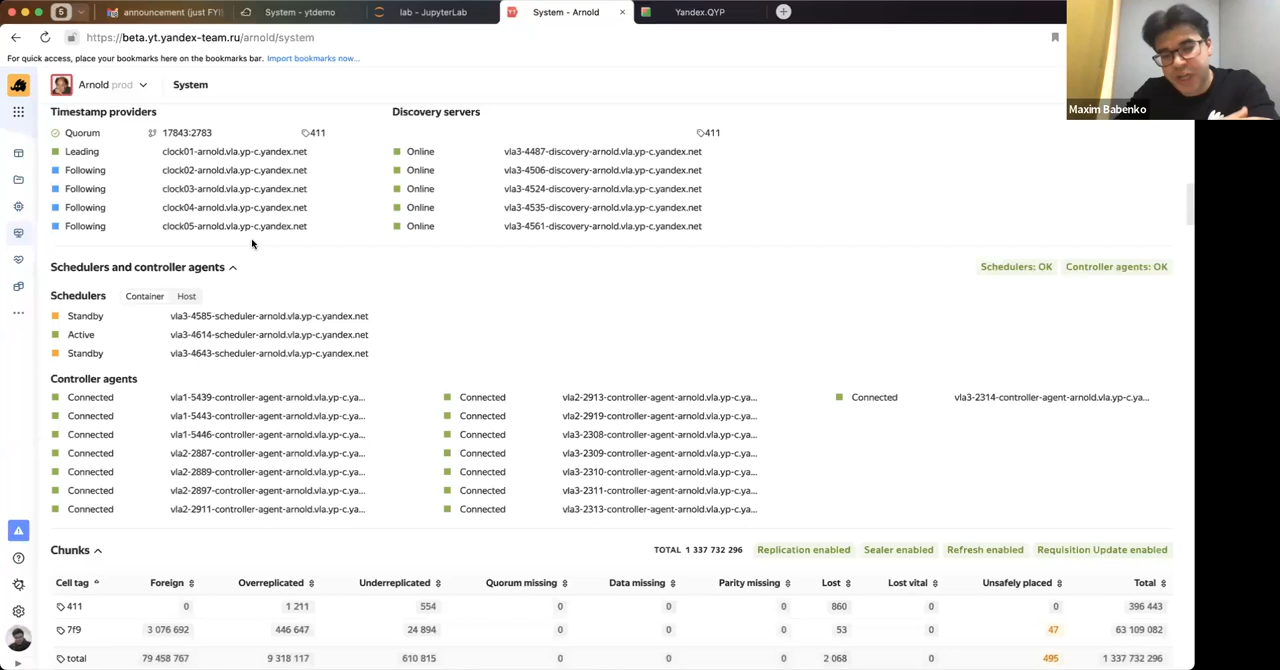 5
announcement (just FYI
System - ytdemo
lab - JupyterLab
System - Arnold
Yandex.QYP
https://beta.yt.yandex-team.ru/arnold/system
For quick access, place your bookmarks here on the bookmarks bar. Import bookmarks now...
Arnold prod
System
Maxim Babenko
Timestamp providers
Discovery servers
Quorum 17843:2783 411
411
Leading clock01-arnold.vla.yp-c.yandex.net
Online vla3-4487-discovery-arnold.vla.yp-c.yandex.net
Following clock02-arnold.vla.yp-c.yandex.net
Online vla3-4506-discovery-arnold.vla.yp-c.yandex.net
Following clock03-arnold.vla.yp-c.yandex.net
Online vla3-4524-discovery-arnold.vla.yp-c.yandex.net
Following clock04-arnold.vla.yp-c.yandex.net
Online vla3-4535-discovery-arnold.vla.yp-c.yandex.net
Following clock05-arnold.vla.yp-c.yandex.net
Online vla3-4561-discovery-arnold.vla.yp-c.yandex.net
Schedulers and controller agents
Schedulers: OK Controller agents: OK
Schedulers Container Host
Standby vla3-4585-scheduler-arnold.vla.yp-c.yandex.net
Active vla3-4614-scheduler-arnold.vla.yp-c.yandex.net
Standby vla3-4643-scheduler-arnold.vla.yp-c.yandex.net
Controller agents
Connected vla1-5439-controller-agent-arnold.vla.yp-c.ya... Connected vla2-2913-controller-agent-arnold.vla.yp-c.ya... Connected vla3-2314-controller-agent-arnold.vla.yp-c.ya...
Connected vla1-5443-controller-agent-arnold.vla.yp-c.ya... Connected vla2-2919-controller-agent-arnold.vla.yp-c.ya...
Connected vla1-5446-controller-agent-arnold.vla.yp-c.ya... Connected vla3-2308-controller-agent-arnold.vla.yp-c.ya...
Connected vla2-2887-controller-agent-arnold.vla.yp-c.ya... Connected vla3-2309-controller-agent-arnold.vla.yp-c.ya...
Connected vla2-2889-controller-agent-arnold.vla.yp-c.ya... Connected vla3-2310-controller-agent-arnold.vla.yp-c.ya...
Connected vla2-2897-controller-agent-arnold.vla.yp-c.ya... Connected vla3-2311-controller-agent-arnold.vla.yp-c.ya...
Connected vla2-2911-controller-agent-arnold.vla.yp-c.ya... Connected vla3-2313-controller-agent-arnold.vla.yp-c.ya...
Chunks TOTAL 1 337 732 296 Replication enabled Sealer enabled Refresh enabled Requisition Update enabled
Cell tag Foreign Overreplicated Underreplicated Quorum missing Data missing Parity missing Lost Lost vital Unsafely placed Total
411 0 1 211 554 0 0 0 860 0 0 396 443
7f9 3 076 692 446 647 24 894 0 0 0 53 0 47 63 109 082
total 79 458 767 9 318 117 610 815 0 0 0 2 068 0 495 1 337 732 296